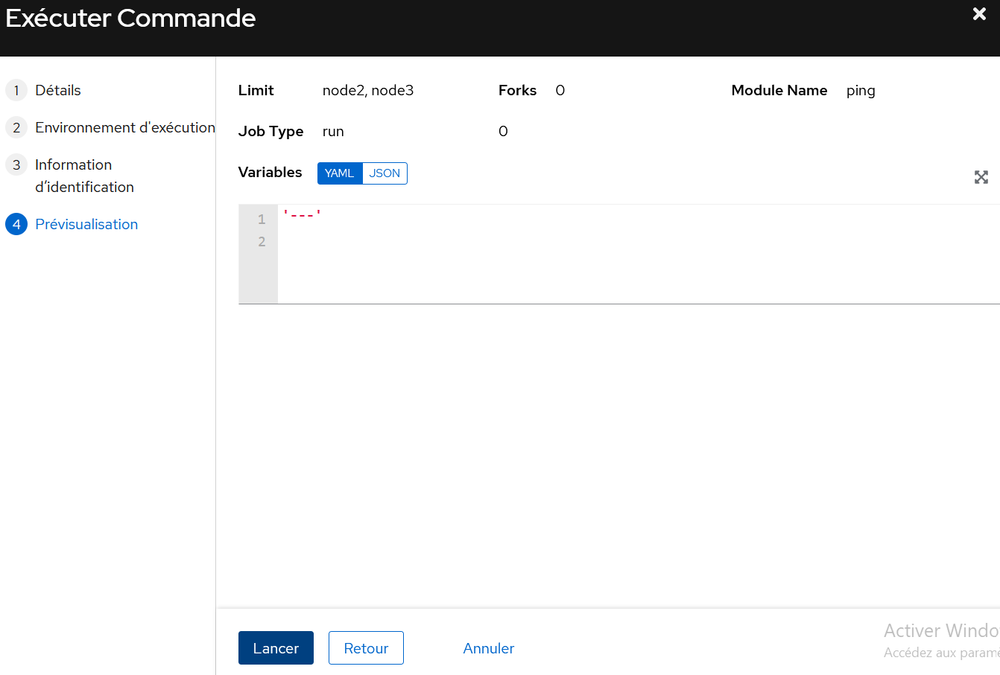 Exécuter Commande
1 Détails
2 Environnement d'exécution
3 Information
d’identification
4 Prévisualisation
Limit node2, node3 Forks 0 Module Name ping
Job Type run 0
Variables YAML JSON
1 '---'
2
Lancer Retour Annuler
Activer Windo
Accédez aux paramé